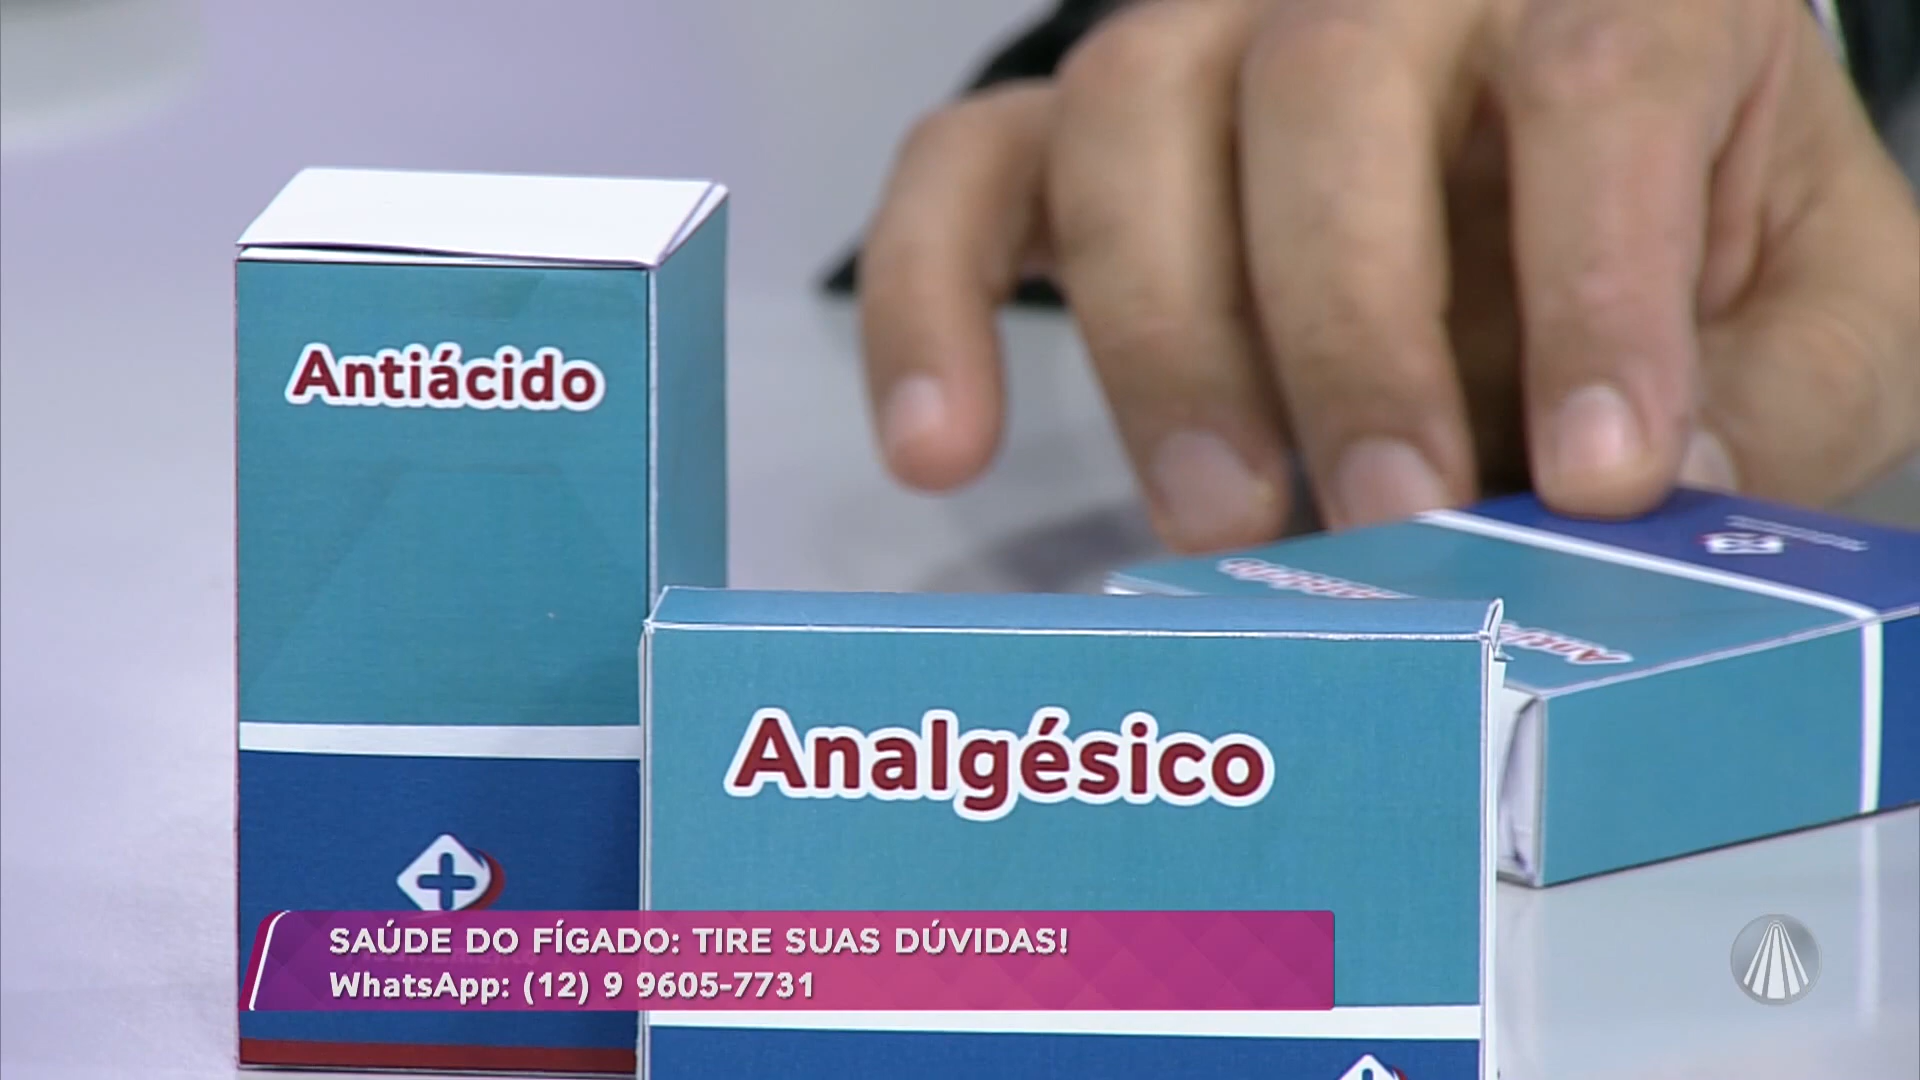 Antiácido
Analgésico
SAÚDE DO FÍGADO: TIRE SUAS DÚVIDAS!
WhatsApp: (12) 9 9605-7731